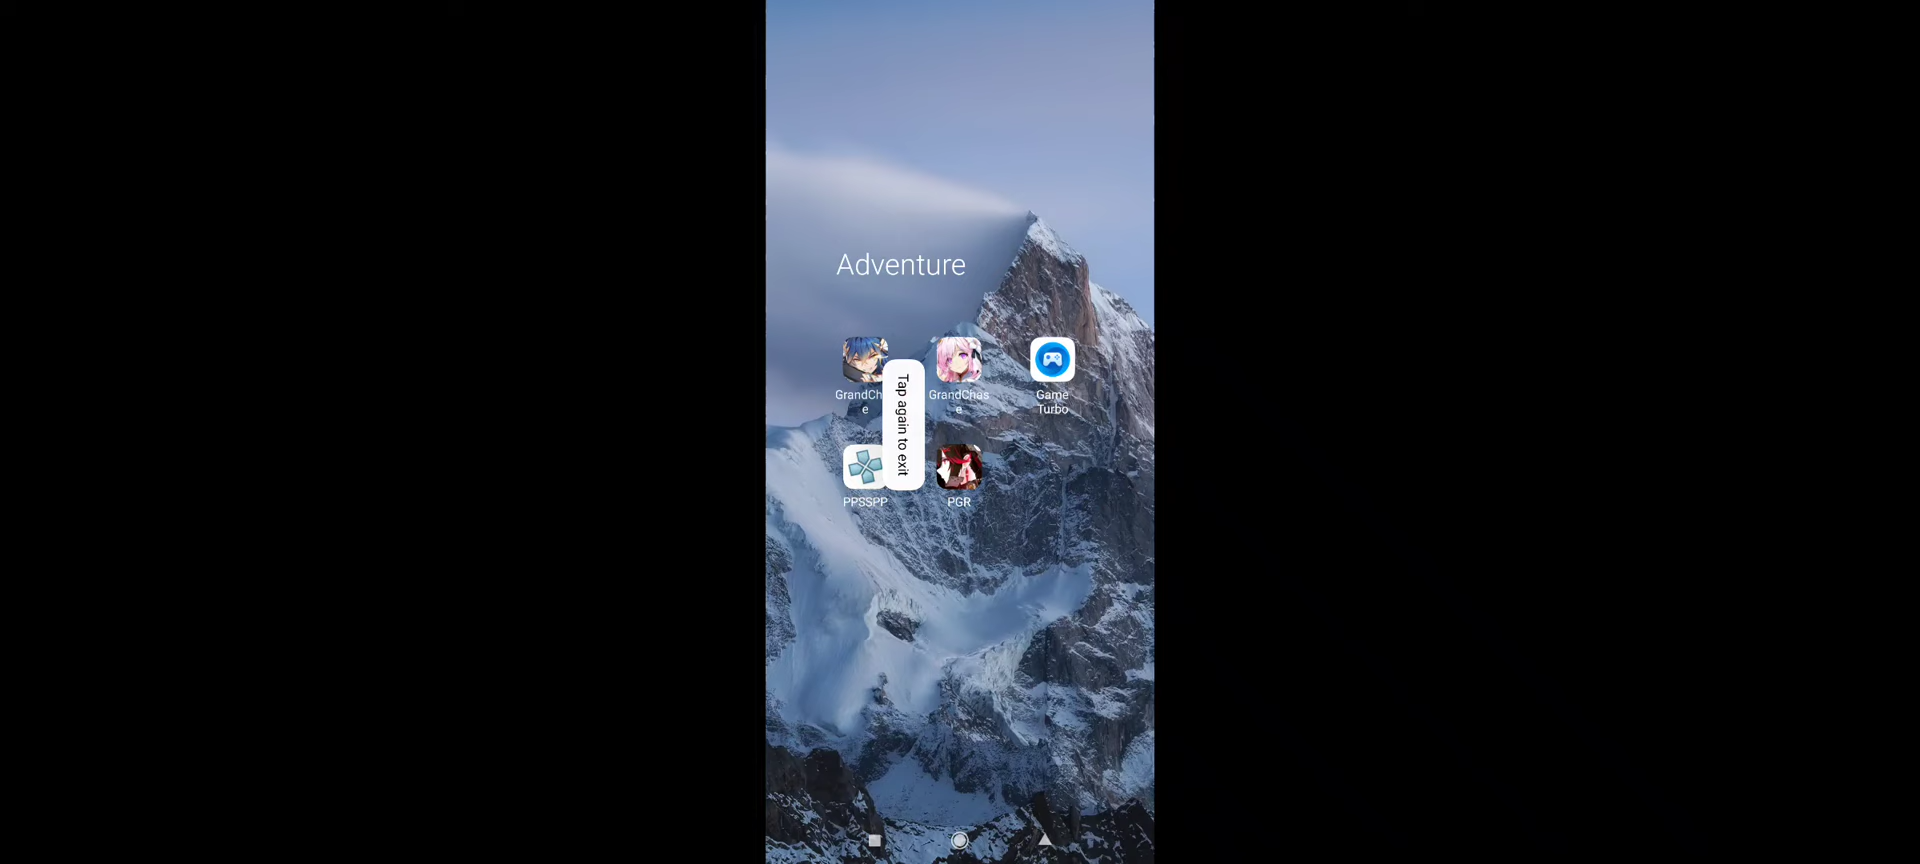 Adventure
GrandCh
e
GrandChas
e
Game
Turbo
Tap again to exit
PPSSPP
PGR